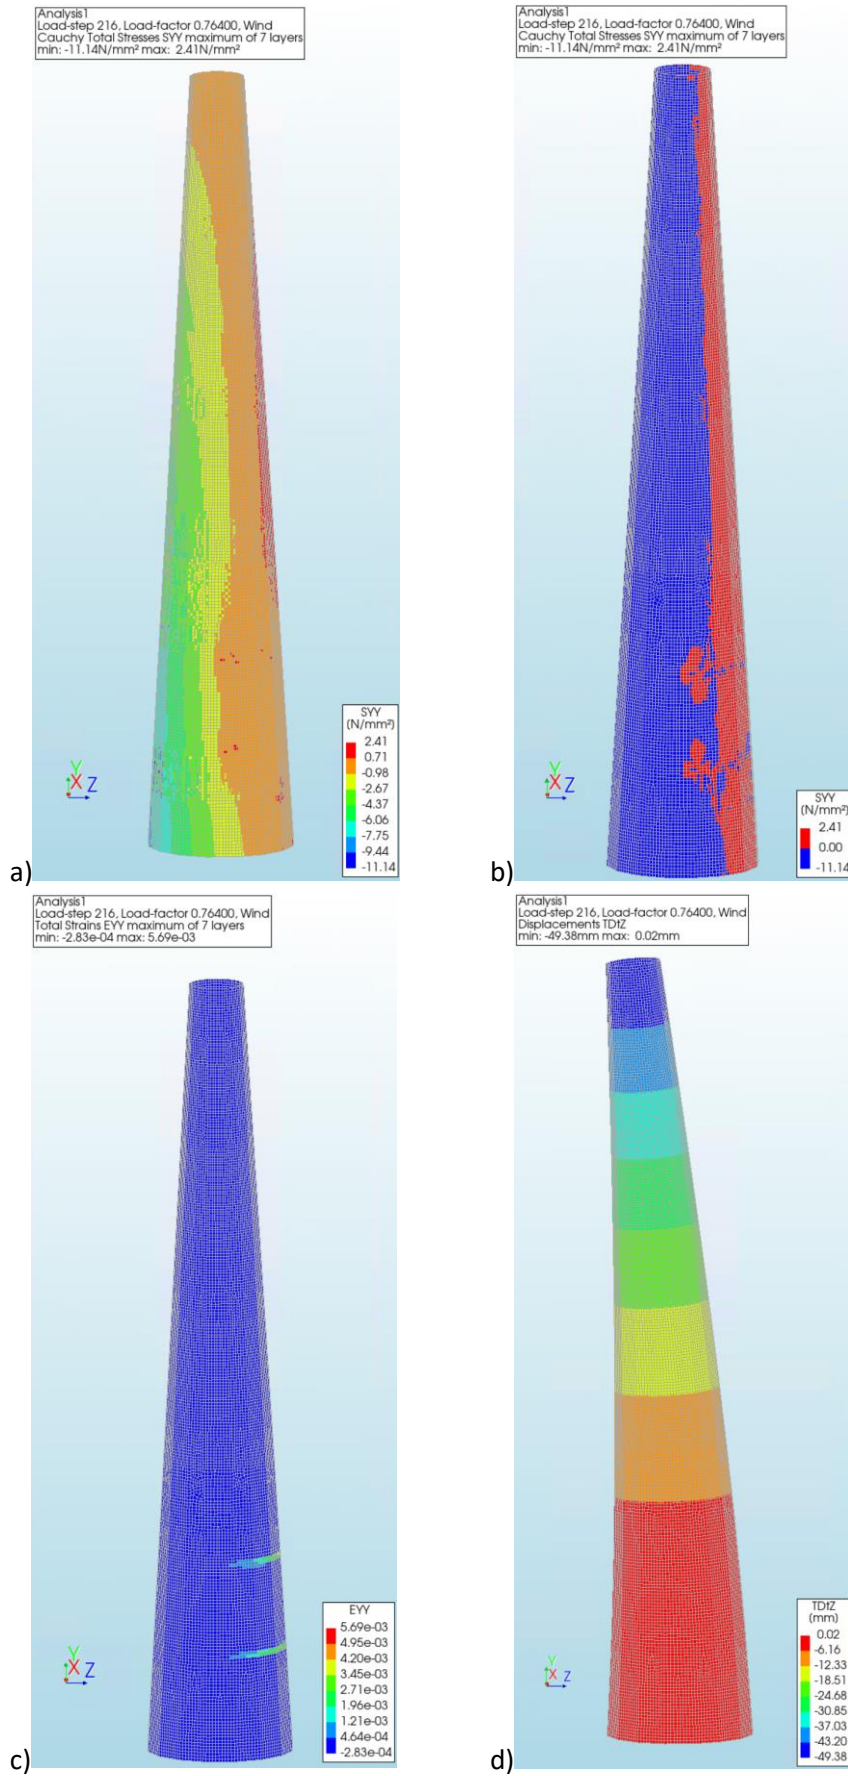 Analysis1
Load-step 216, Load-factor 0.76400, Wind
Cauchy Total Stresses SYY maximum of 7 layers
min: -11.14N/mm² max: 2.41N/mm²
SYY
(N/mm²)
2.41
0.71
-0.98
-2.67
-4.37
-6.06
-7.75
-9.44
-11.14
Y
X Z
a)
Analysis1
Load-step 216, Load-factor 0.76400, Wind
Cauchy Total Stresses SYY maximum of 7 layers
min: -11.14N/mm² max: 2.41N/mm²
SYY
(N/mm²)
2.41
0.00
-11.14
Y
X Z
b)
Analysis1
Load-step 216, Load-factor 0.76400, Wind
Total Strains EYY maximum of 7 layers
min: -2.83e-04 max: 5.69e-03
EYY
5.69e-03
4.95e-03
4.20e-03
3.45e-03
2.71e-03
1.96e-03
1.21e-03
4.64e-04
-2.83e-04
Y
X Z
c)
Analysis1
Load-step 216, Load-factor 0.76400, Wind
Displacements TDtZ
min: -49.38mm max: 0.02mm
TDtZ
(mm)
0.02
-6.16
-12.33
-18.51
-24.68
-30.85
-37.03
-43.20
-49.38
Y
X Z
d)